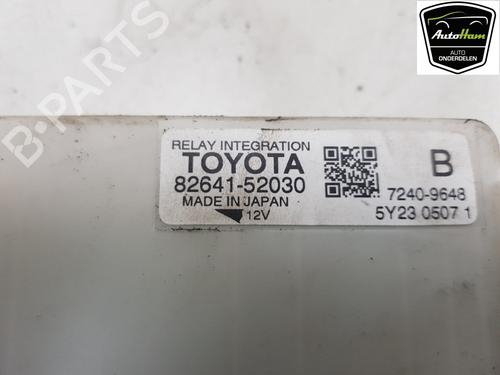 AutoHam
AUTO
ONDERDELEN
B-PARTS
RELAY INTEGRATION
TOYOTA
82641-52030
MADE IN JAPAN
12V
B
7240-9648
5Y23 0507 1